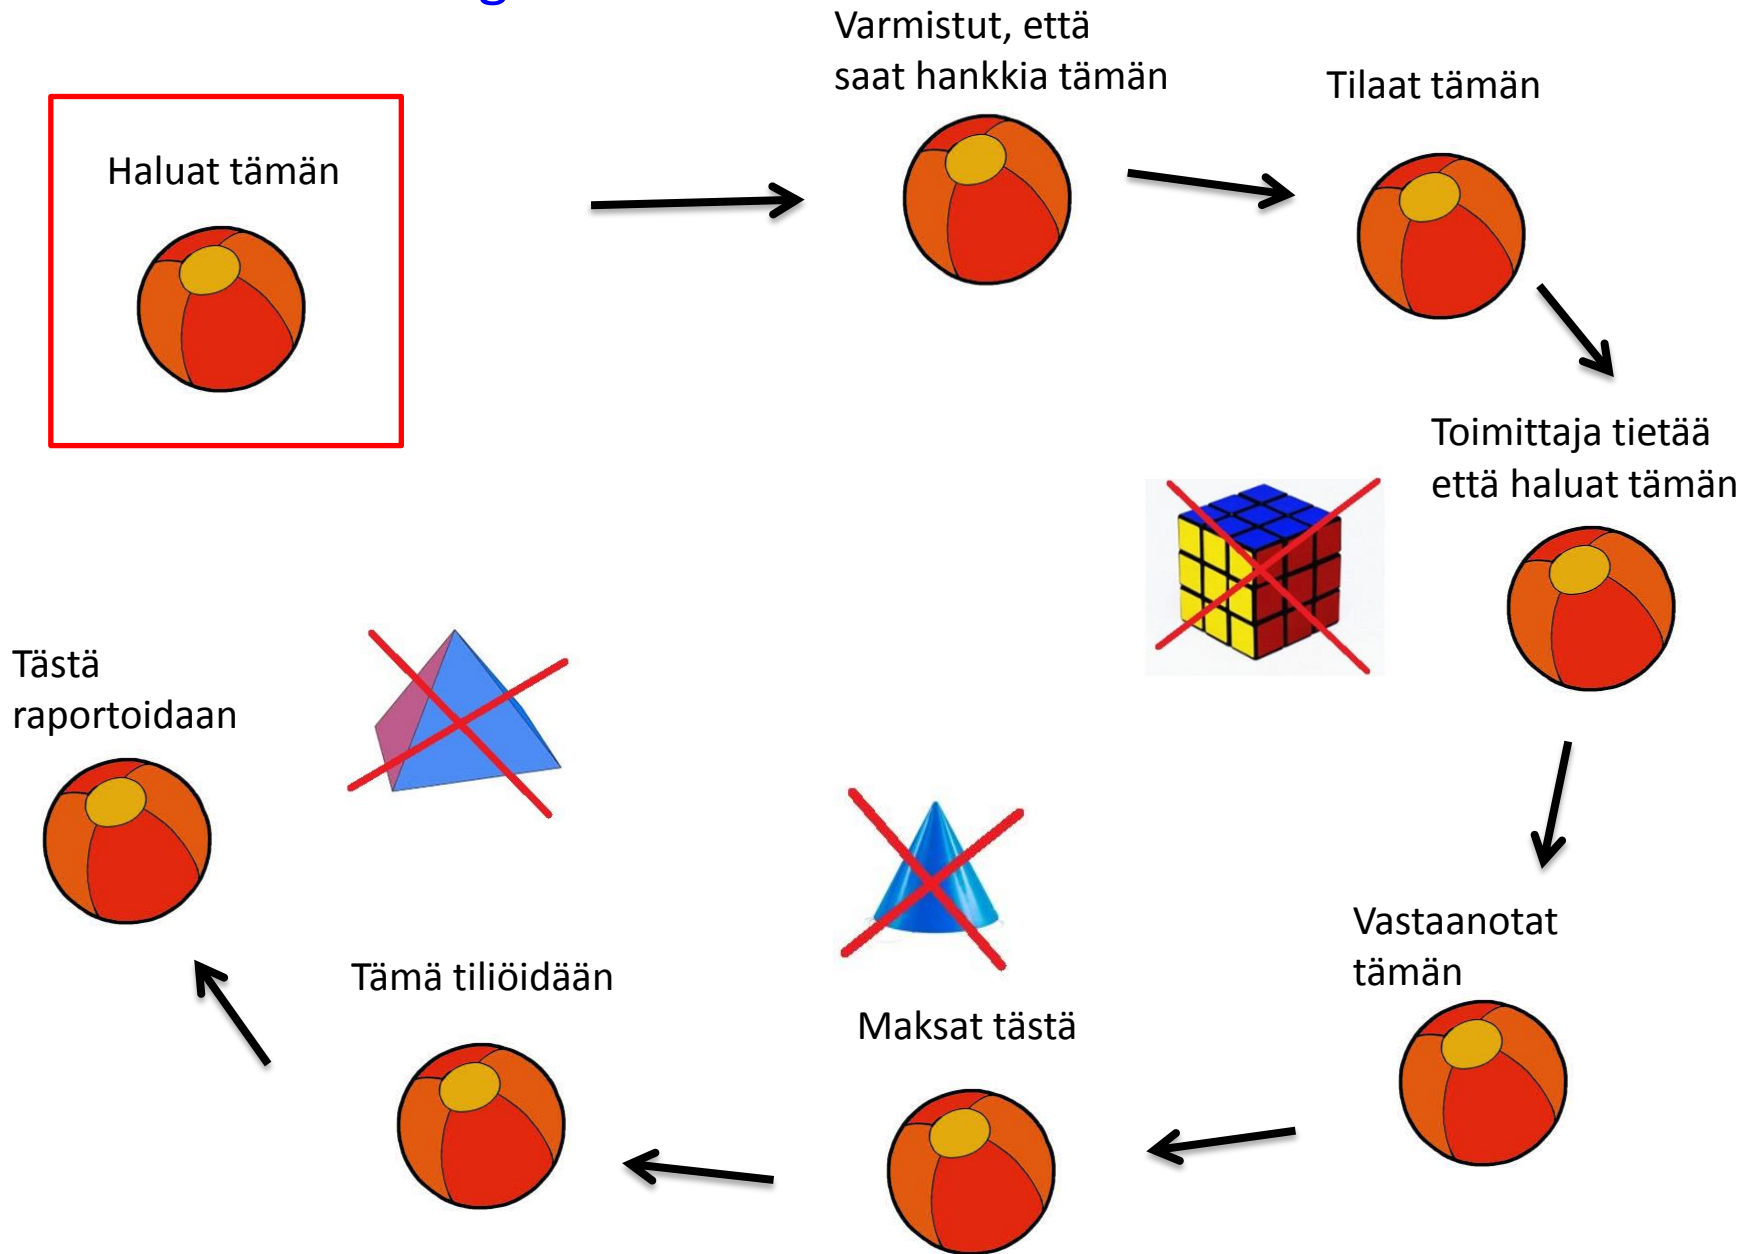 Haluat tämän
Varmistut, että
saat hankkia tämän
Tilaat tämän
Toimittaja tietää
että haluat tämän
Vastaanotat
tämän
Maksat tästä
Tämä tiliöidään
Tästä
raportoidaan